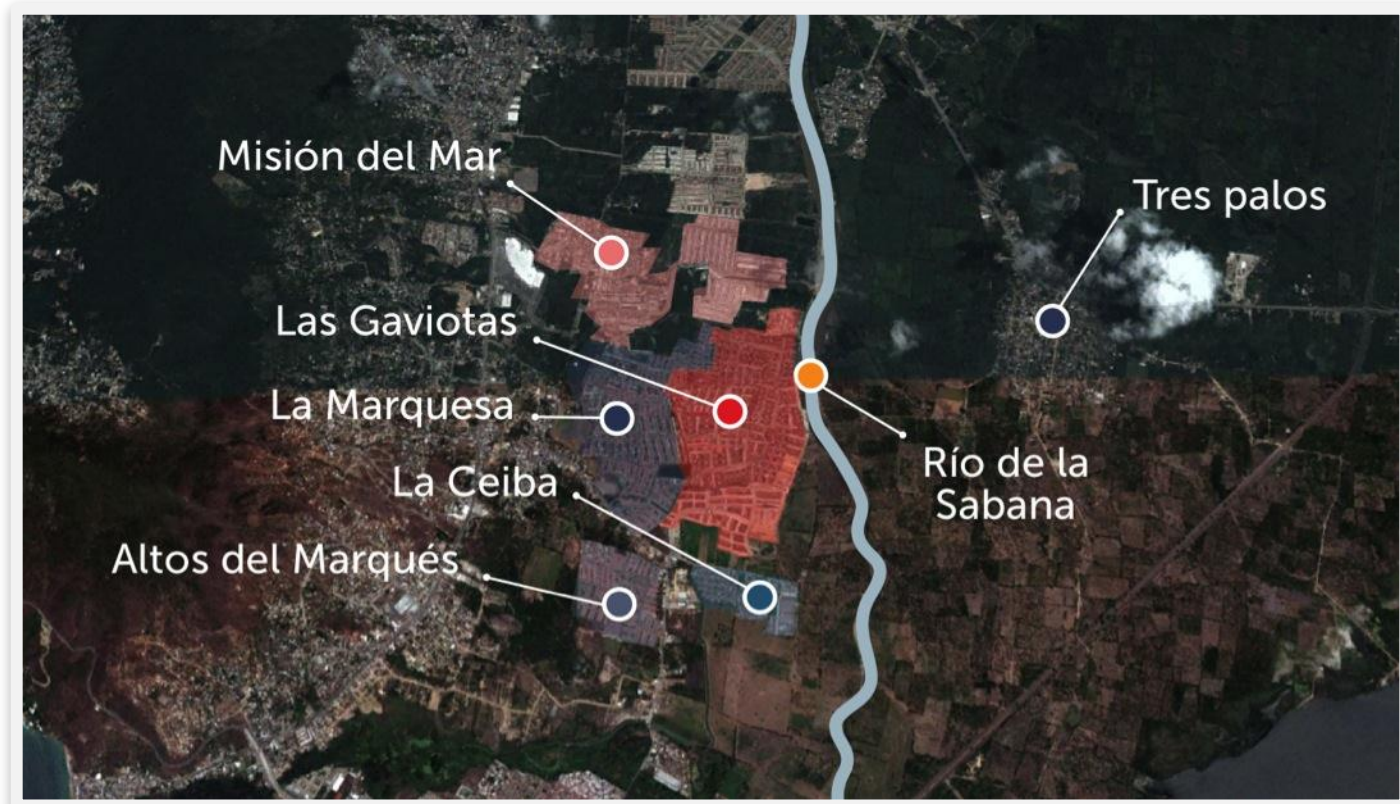 Misión del Mar
Tres palos
Las Gaviotas
La Marquesa
Río de la
Sabana
La Ceiba
Altos del Marqués